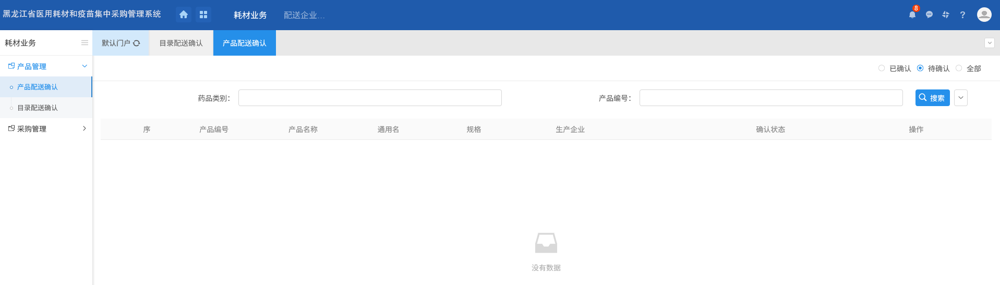 黑龙江省医用耗材和疫苗集中采购管理系统
耗材业务
配送企业...
8
耗材业务
默认门户
目录配送确认
产品配送确认
产品管理
产品配送确认
目录配送确认
采购管理
已确认
待确认
全部
药品类别：
产品编号：
搜索
序
产品编号
产品名称
通用名
规格
生产企业
确认状态
操作
没有数据